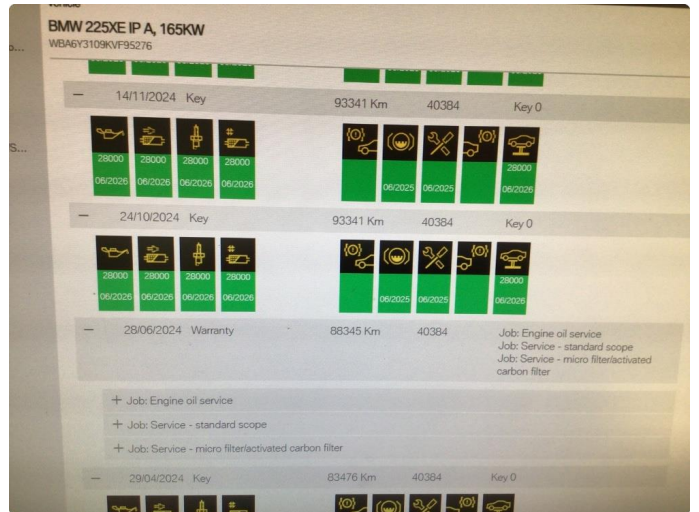 BMW 225XE IP A, 165KW
WBA6Y3109KVF95276
14/11/2024 Key 93341 Km 40384 Key 0
28000 28000 28000 28000 28000
06/2026 06/2026 06/2026 06/2026 06/2025 06/2025 06/2026
24/10/2024 Key 93341 Km 40384 Key 0
28000 28000 28000 28000 28000
06/2026 06/2026 06/2026 06/2026 06/2025 06/2025 06/2026
28/06/2024 Warranty 88345 Km 40384 Job: Engine oil service
Job: Service - standard scope
Job: Service - micro filter/activated
carbon filter
+ Job: Engine oil service
+ Job: Service - standard scope
+ Job: Service - micro filter/activated carbon filter
29/04/2024 Key 83476 Km 40384 Key 0